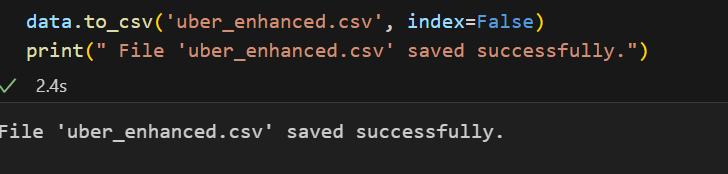 data.to_csv('uber_enhanced.csv', index=False)
print(" File 'uber_enhanced.csv' saved successfully.")
2.4s
File 'uber_enhanced.csv' saved successfully.